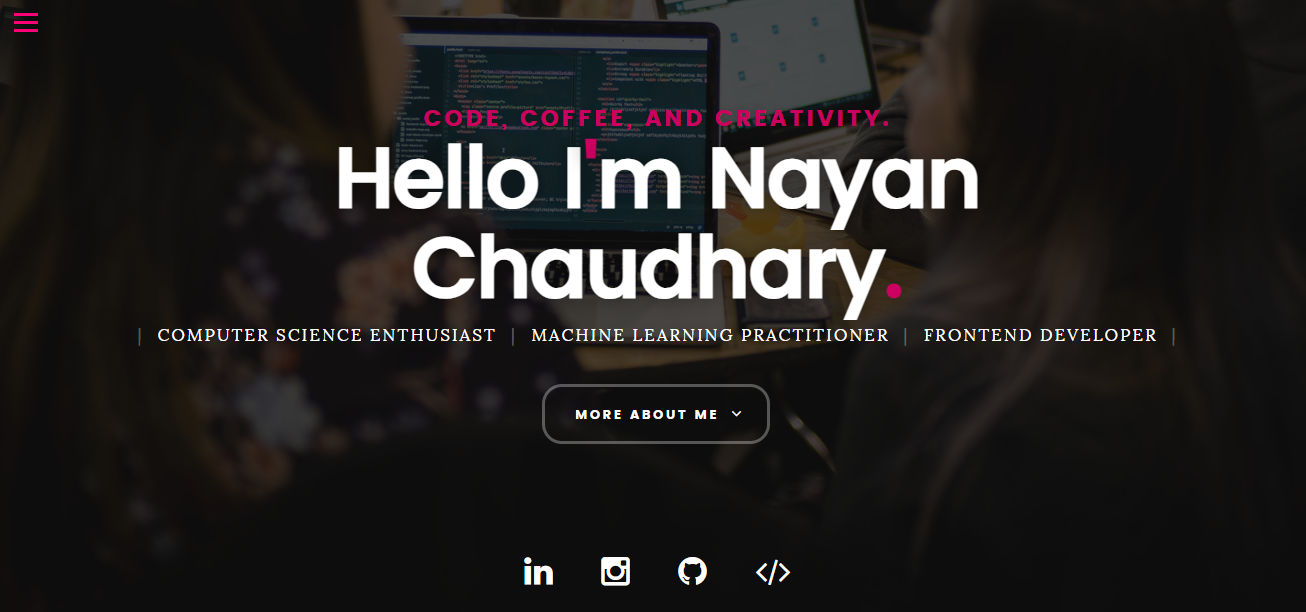 CODE, COFFEE, AND CREATIVITY.
Hello I'm Nayan
Chaudhary.
| COMPUTER SCIENCE ENTHUSIAST | MACHINE LEARNING PRACTITIONER | FRONTEND DEVELOPER |
MORE ABOUT ME
in